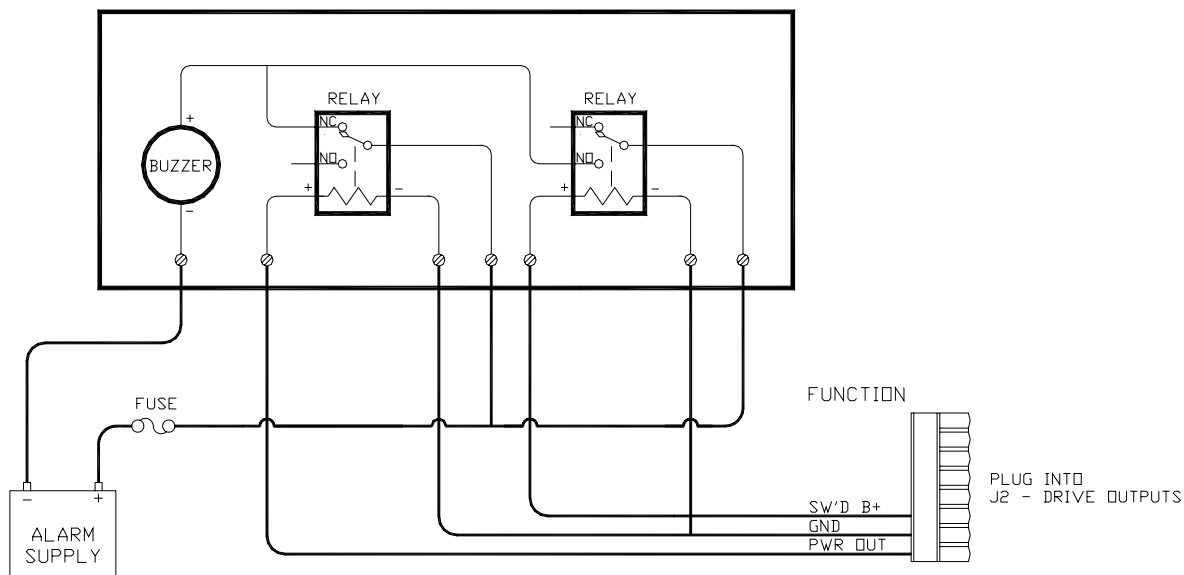 RELAY
RELAY
NC
NC
+
BUZZER
NO
NO
+
-
+
-
-
FUNCTION
FUSE
PLUG INTO
J2 - DRIVE OUTPUTS
-
+
SW'D B+
GND
PWR OUT
ALARM
SUPPLY